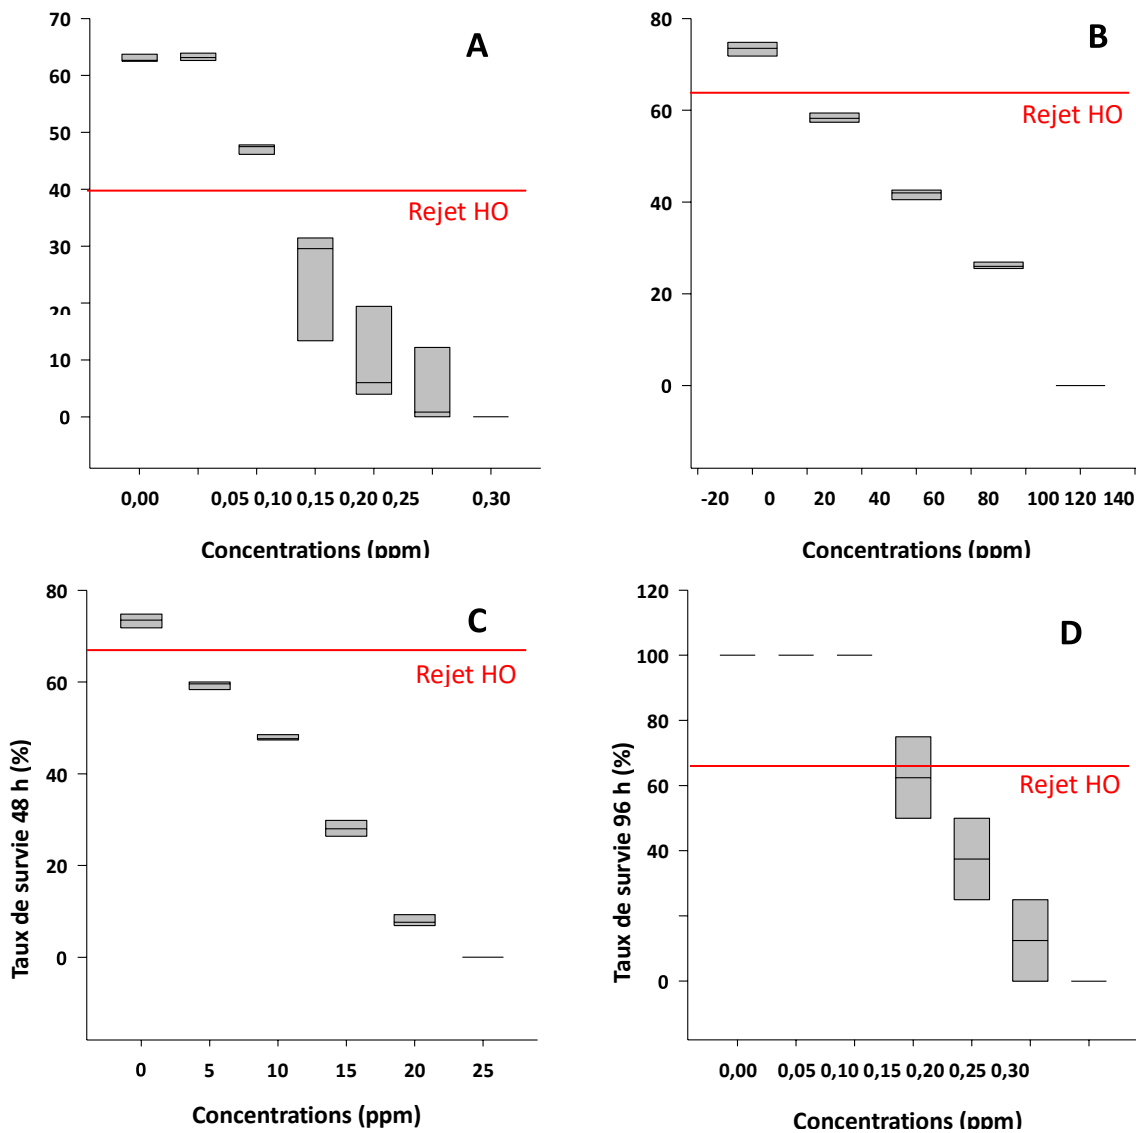 70
60
50
40
30
20
10
0
A
Rejet HO
0,00 0,05 0,10 0,15 0,20 0,25 0,30
Concentrations (ppm)
80
60
40
20
0
B
Rejet HO
-20 0 20 40 60 80 100 120 140
Concentrations (ppm)
Taux de survie 48 h (%)
80
60
40
20
0
C
Rejet HO
0 5 10 15 20 25
Concentrations (ppm)
Taux de survie 96 h (%)
120
100
80
60
40
20
0
D
Rejet HO
0,00 0,05 0,10 0,15 0,20 0,25 0,30
Concentrations (ppm)